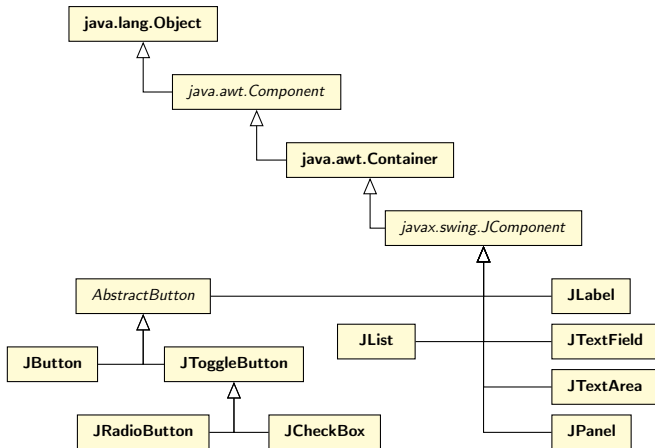 java.lang.Object
java.awt.Component
java.awt.Container
javax.swing.JComponent
AbstractButton
JLabel
JList
JTextField
JButton
JToggleButton
JTextArea
JRadioButton
JCheckBox
JPanel